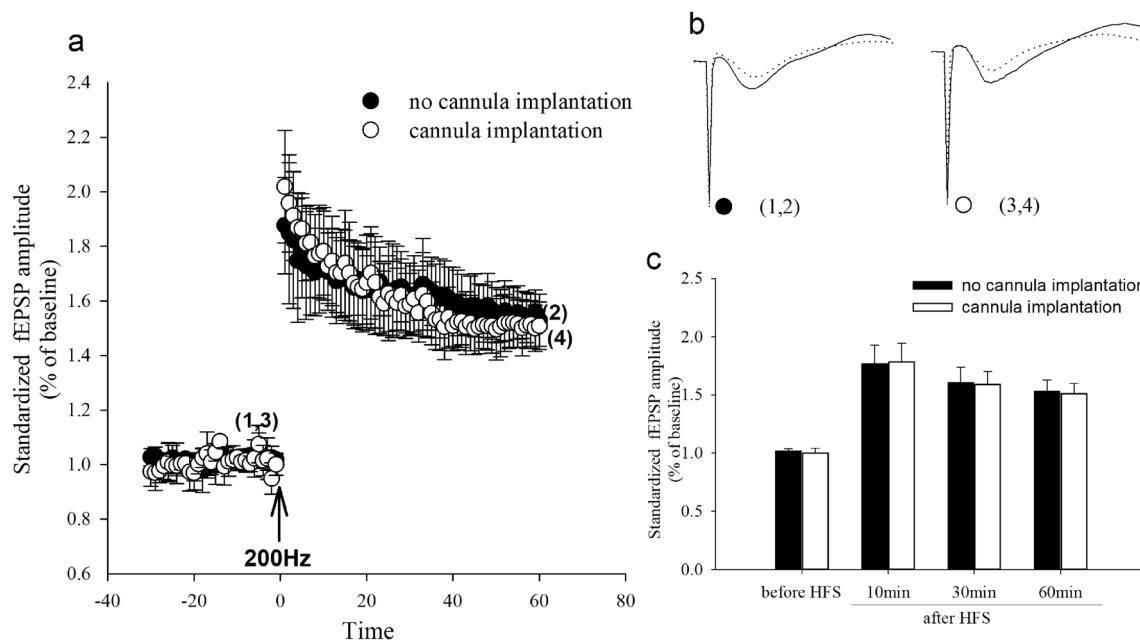 a
Standardized fEPSP amplitude
(% of baseline)
2.4
2.2
2.0
1.8
1.6
1.4
1.2
1.0
0.8
0.6
no cannula implantation
cannula implantation
(2)
(4)
(1,3)
200Hz
-40
-20
0
20
40
60
80
Time
b
(1,2)
(3,4)
c
Standardized fEPSP amplitude
(% of baseline)
no cannula implantation
cannula implantation
2.0
1.5
1.0
0.5
0.0
before HFS
10min
30min
60min
after HFS